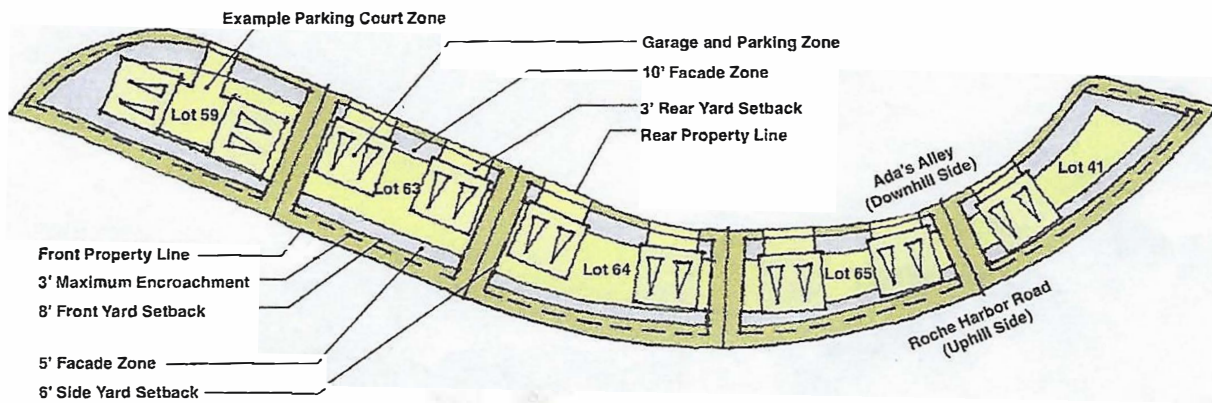 Example Parking Court Zone
Garage and Parking Zone
10' Facade Zone
3' Rear Yard Setback
Rear Property Line
Lot 59
Lot 63
Lot 64
Lot 65
Lot 41
Ada's Alley
(Downhill Side)
Roche Harbor Road
(Uphill Side)
Front Property Line
3' Maximum Encroachment
8' Front Yard Setback
5' Facade Zone
6' Side Yard Setback